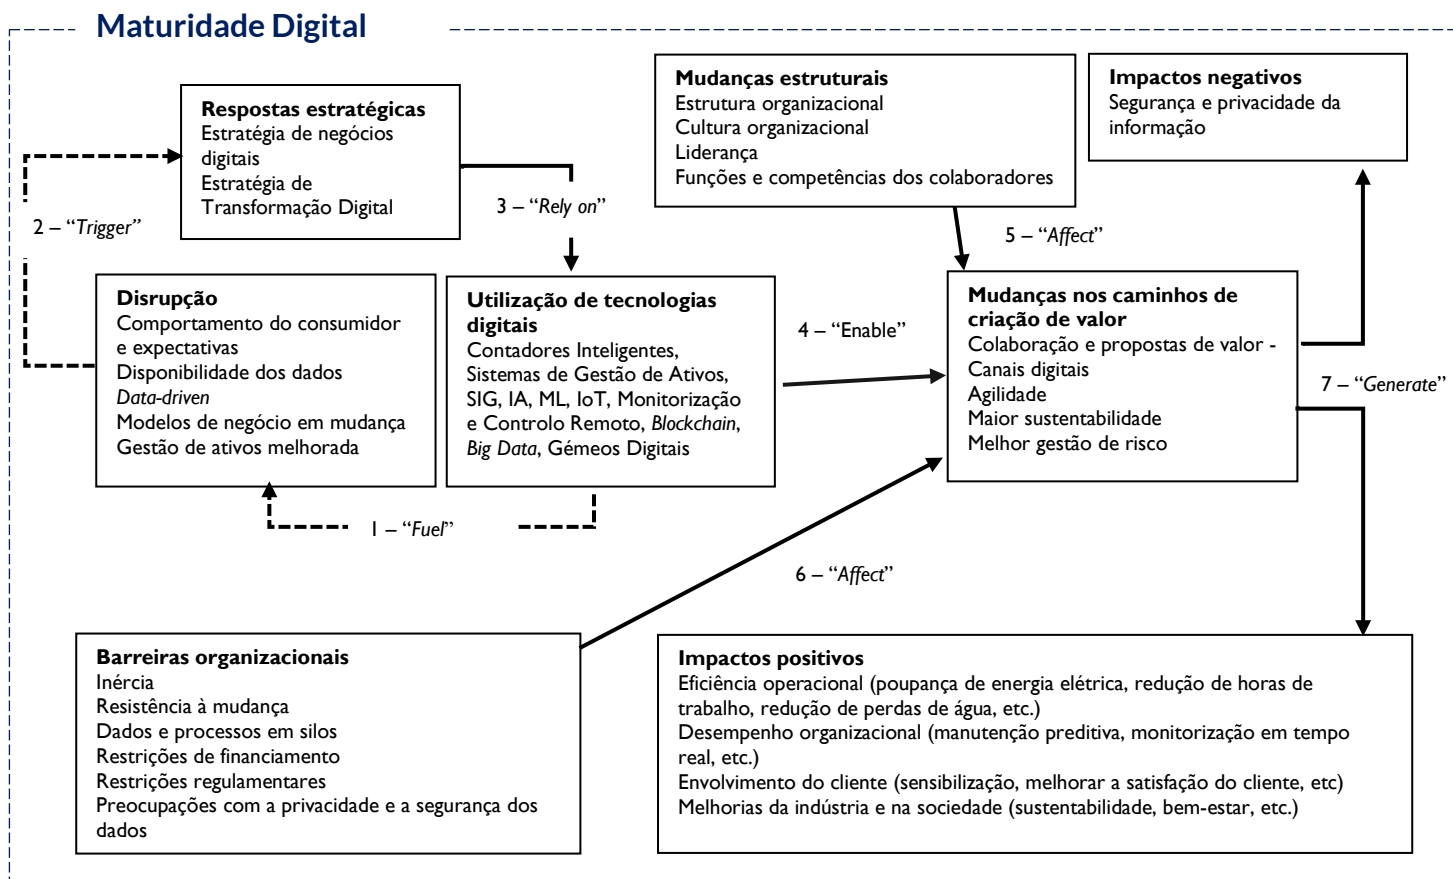 Maturidade Digital
Respostas estratégicas
Estratégia de negócios
digitais
Estratégia de
Transformação Digital
Mudanças estruturais
Estrutura organizacional
Cultura organizacional
Liderança
Funções e competências dos colaboradores
Impactos negativos
Segurança e privacidade da
informação
2 – “Trigger”
3 – “Rely on”
5 – “Affect”
Disrupção
Comportamento do consumidor
e expectativas
Disponibilidade dos dados
Data-driven
Modelos de negócio em mudança
Gestão de ativos melhorada
Utilização de tecnologias
digitais
Contadores Inteligentes,
Sistemas de Gestão de Ativos,
SIG, IA, ML, IoT, Monitorização
e Controlo Remoto, Blockchain,
Big Data, Gémeos Digitais
4 – “Enable”
Mudanças nos caminhos de
criação de valor
Colaboração e propostas de valor -
Canais digitais
Agilidade
Maior sustentabilidade
Melhor gestão de risco
7 – “Generate”
1 – “Fuel”
6 – “Affect”
Barreiras organizacionais
Inércia
Resistência à mudança
Dados e processos em silos
Restrições de financiamento
Restrições regulamentares
Preocupações com a privacidade e a segurança dos
dados
Impactos positivos
Eficiência operacional (poupança de energia elétrica, redução de horas de
trabalho, redução de perdas de água, etc.)
Desempenho organizacional (manutenção preditiva, monitorização em tempo
real, etc.)
Envolvimento do cliente (sensibilização, melhorar a satisfação do cliente, etc)
Melhorias da indústria e na sociedade (sustentabilidade, bem-estar, etc.)